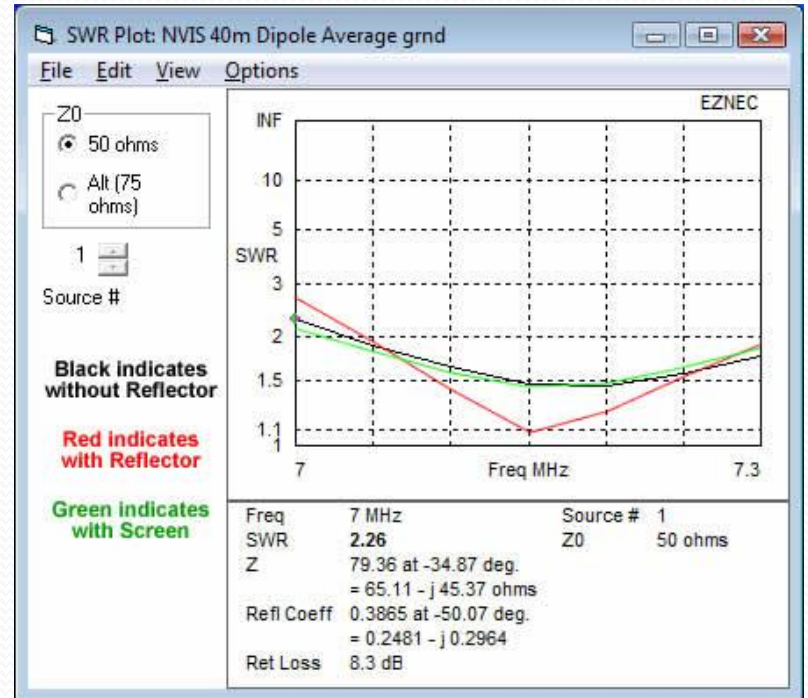 SWR Plot: NVIS 40m Dipole Average grnd
File Edit View Options
Z0
50 ohms
Alt (75
ohms)
1
Source #
Black indicates
without Reflector
Red indicates
with Reflector
Green indicates
with Screen
EZNEC
INF
10
5
SWR
3
2
1.5
1.1
1
7 Freq MHz 7.3
Freq 7 MHz Source # 1
SWR 2.26 Z0 50 ohms
Z 79.36 at -34.87 deg.
= 65.11 - j 45.37 ohms
Refl Coeff 0.3865 at -50.07 deg.
= 0.2481 - j 0.2964
Ret Loss 8.3 dB